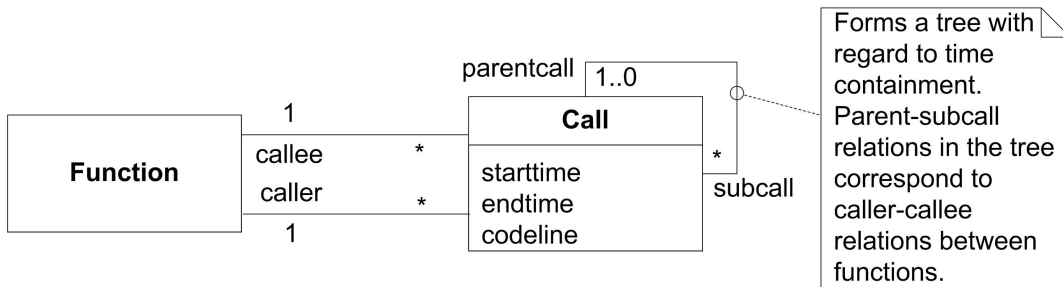 Function
1
callee
*
caller
*
1
parentcall
1..0
Call
starttime
endtime
codeline
*
subcall
Forms a tree with
regard to time
containment.
Parent-subcall
relations in the tree
correspond to
caller-callee
relations between
functions.